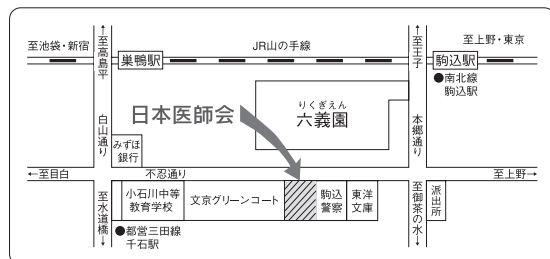 至池袋・新宿
←至高島平
巣鴨駅
JR山の手線
←至王子
至上野・東京
駒込駅
●南北線
駒込駅
りくぎえん
六義園
日本医師会
白山通り
本郷通り
みずほ
銀行
←至目白
不忍通り
至上野→
至水道橋→
小石川中等
教育学校
文京グリーンコート
駒込
警察
東洋
文庫
至御茶の水→
派出所
●都営三田線
千石駅